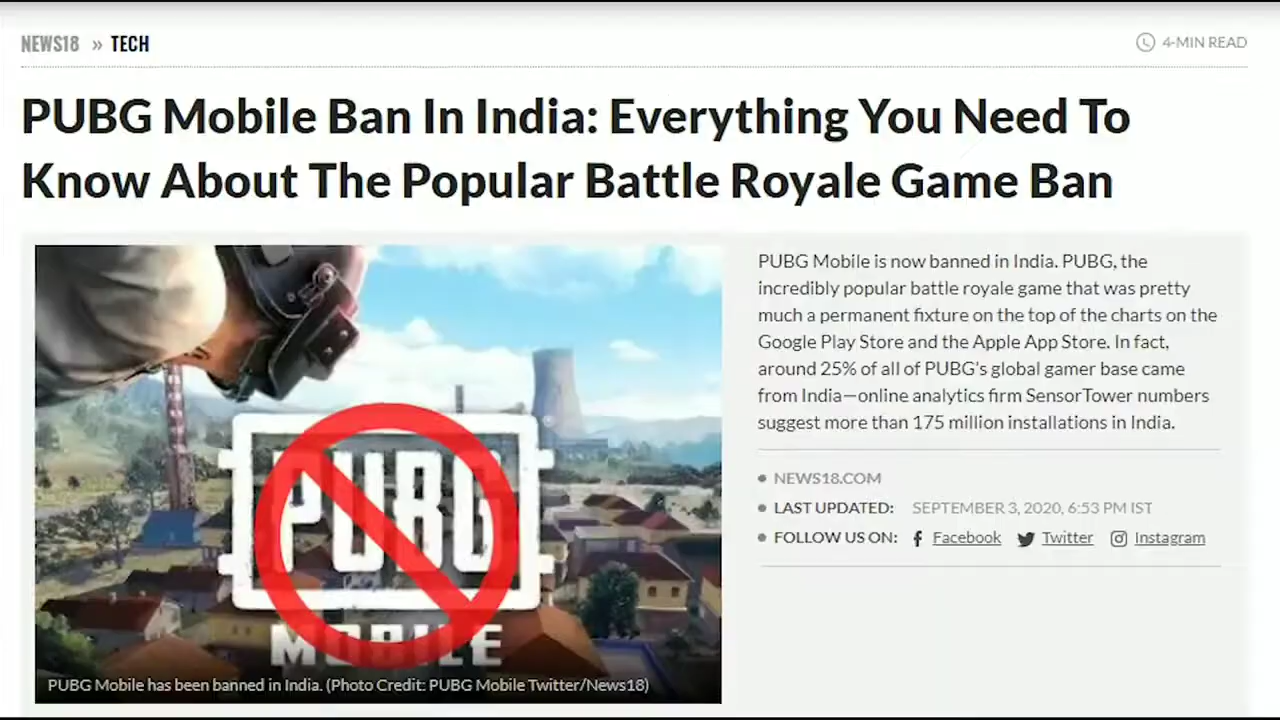 NEWS18 » TECH
4-MIN READ
PUBG Mobile Ban In India: Everything You Need To
Know About The Popular Battle Royale Game Ban
PUBG
MOBILE
PUBG Mobile has been banned in India. (Photo Credit: PUBG Mobile Twitter/News18)
PUBG Mobile is now banned in India. PUBG, the
incredibly popular battle royale game that was pretty
much a permanent fixture on the top of the charts on the
Google Play Store and the Apple App Store. In fact,
around 25% of all of PUBG's global gamer base came
from India—online analytics firm SensorTower numbers
suggest more than 175 million installations in India.
NEWS18.COM
LAST UPDATED: SEPTEMBER 3, 2020, 6:53 PM IST
FOLLOW US ON: Facebook Twitter Instagram